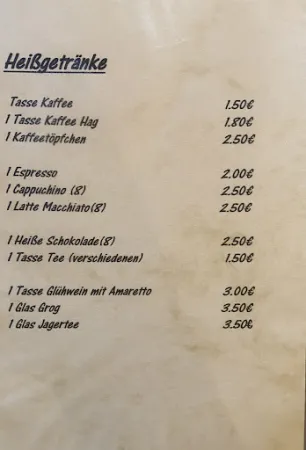 Heißgetränke
Tasse Kaffee 1.50€
1 Tasse Kaffee Hag 1.80€
1 Kaffeetöpfchen 2.50€
1 Espresso 2.00€
1 Cappuchino (8) 2.50€
1 Latte Macchiato(8) 2.50€
1 Heiße Schokolade(8) 2.50€
1 Tasse Tee (verschiedenen) 1.50€
1 Tasse Glühwein mit Amaretto 3.00€
1 Glas Grog 3.50€
1 Glas Jagertee 3.50€